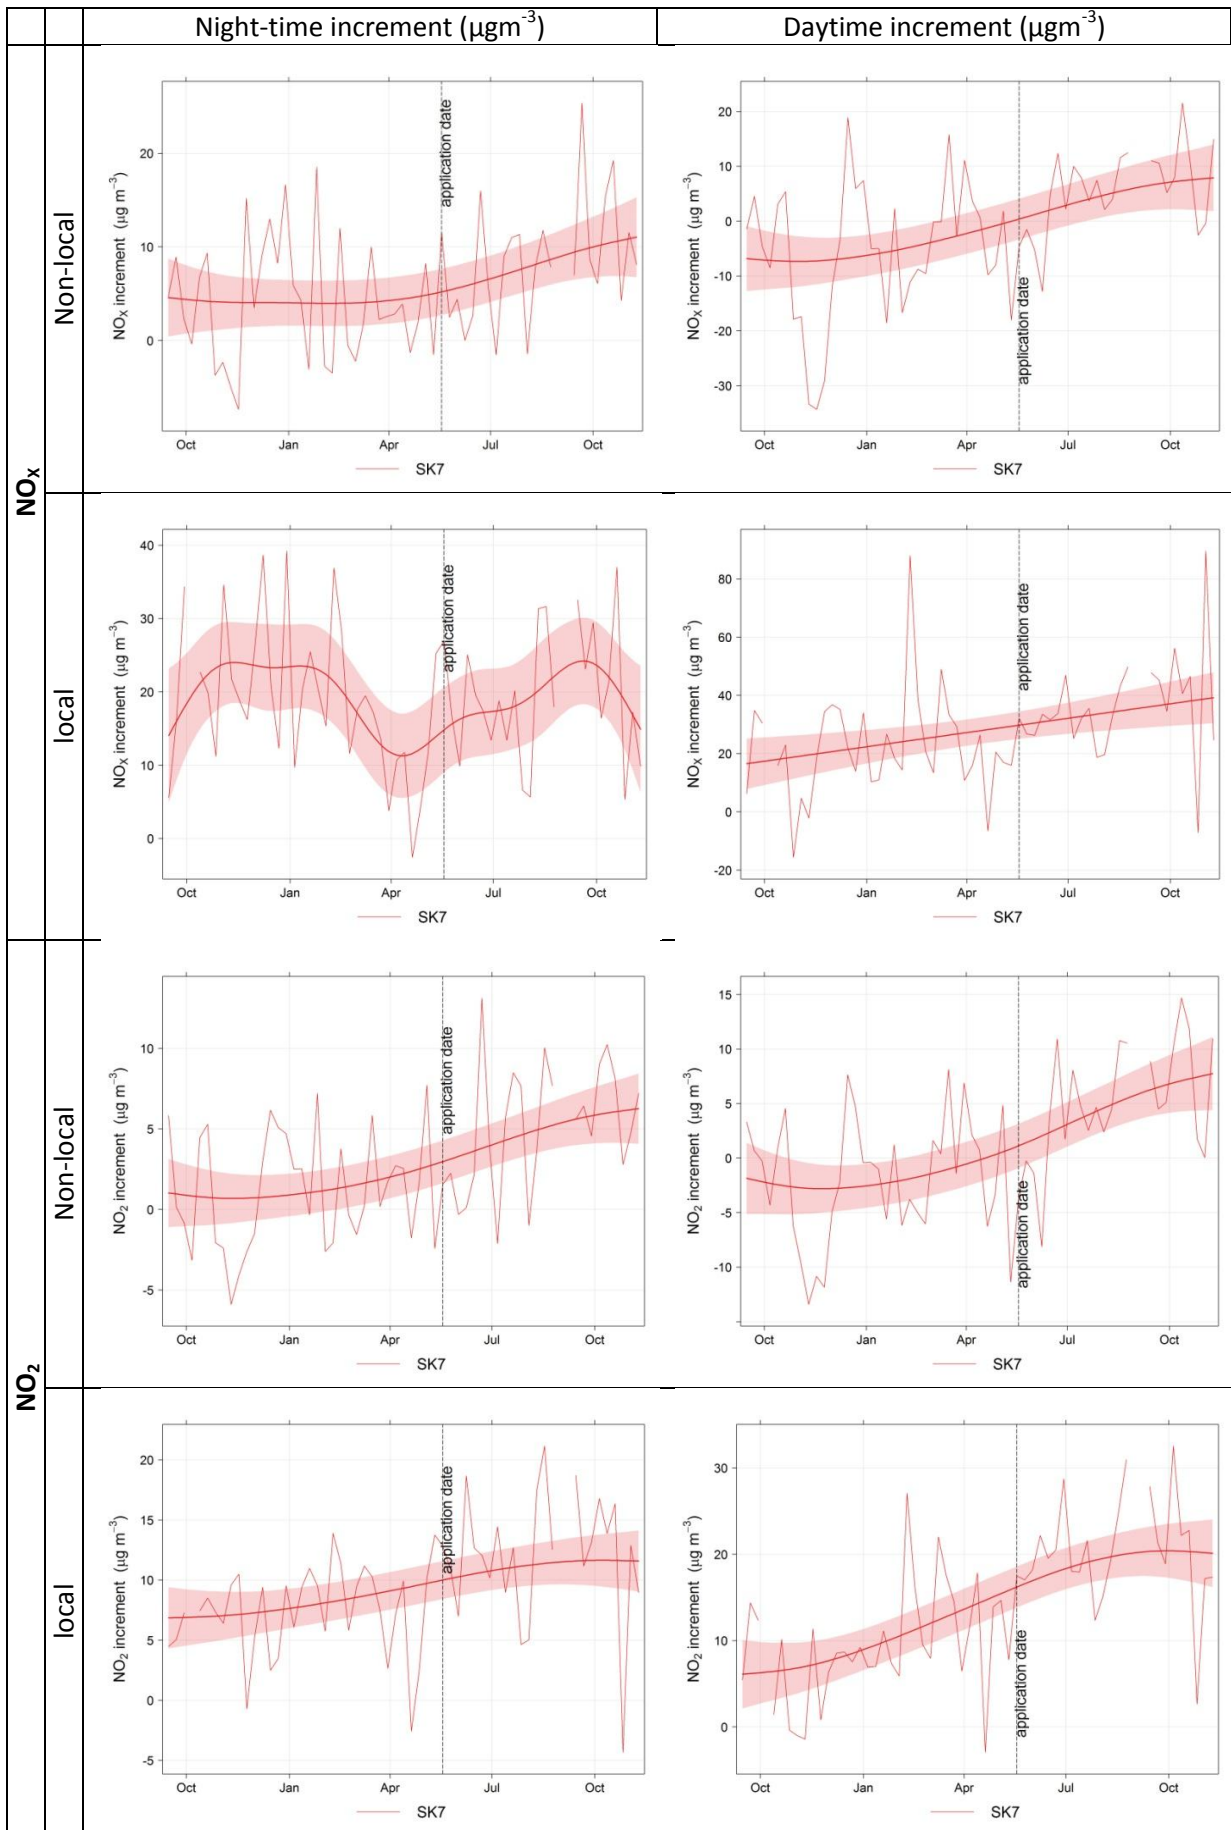 Night-time increment (µgm⁻³)
Daytime increment (µgm⁻³)
NOₓ
Non-local
NOₓ increment (µg m⁻³)
20
10
0
application date
Oct Jan Apr Jul Oct
SK7
NOₓ increment (µg m⁻³)
20
10
0
-10
-20
-30
application date
Oct Jan Apr Jul Oct
SK7
local
NOₓ increment (µg m⁻³)
40
30
20
10
0
application date
Oct Jan Apr Jul Oct
SK7
NOₓ increment (µg m⁻³)
80
60
40
20
0
-20
application date
Oct Jan Apr Jul Oct
SK7
NO₂
Non-local
NO₂ increment (µg m⁻³)
10
5
0
-5
application date
Oct Jan Apr Jul Oct
SK7
NO₂ increment (µg m⁻³)
15
10
5
0
-5
-10
application date
Oct Jan Apr Jul Oct
SK7
local
NO₂ increment (µg m⁻³)
20
15
10
5
0
-5
application date
Oct Jan Apr Jul Oct
SK7
NO₂ increment (µg m⁻³)
30
20
10
0
application date
Oct Jan Apr Jul Oct
SK7